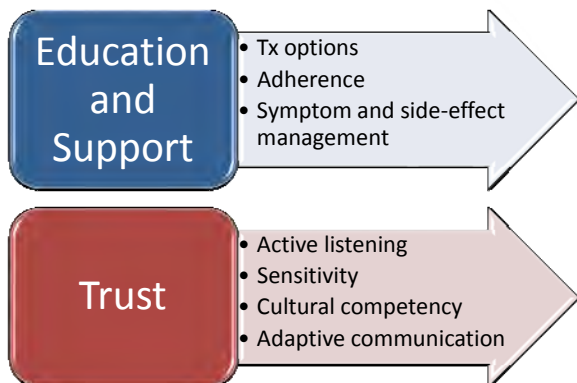 Education
and
Support
• Tx options
• Adherence
• Symptom and side-effect
management
Trust
• Active listening
• Sensitivity
• Cultural competency
• Adaptive communication